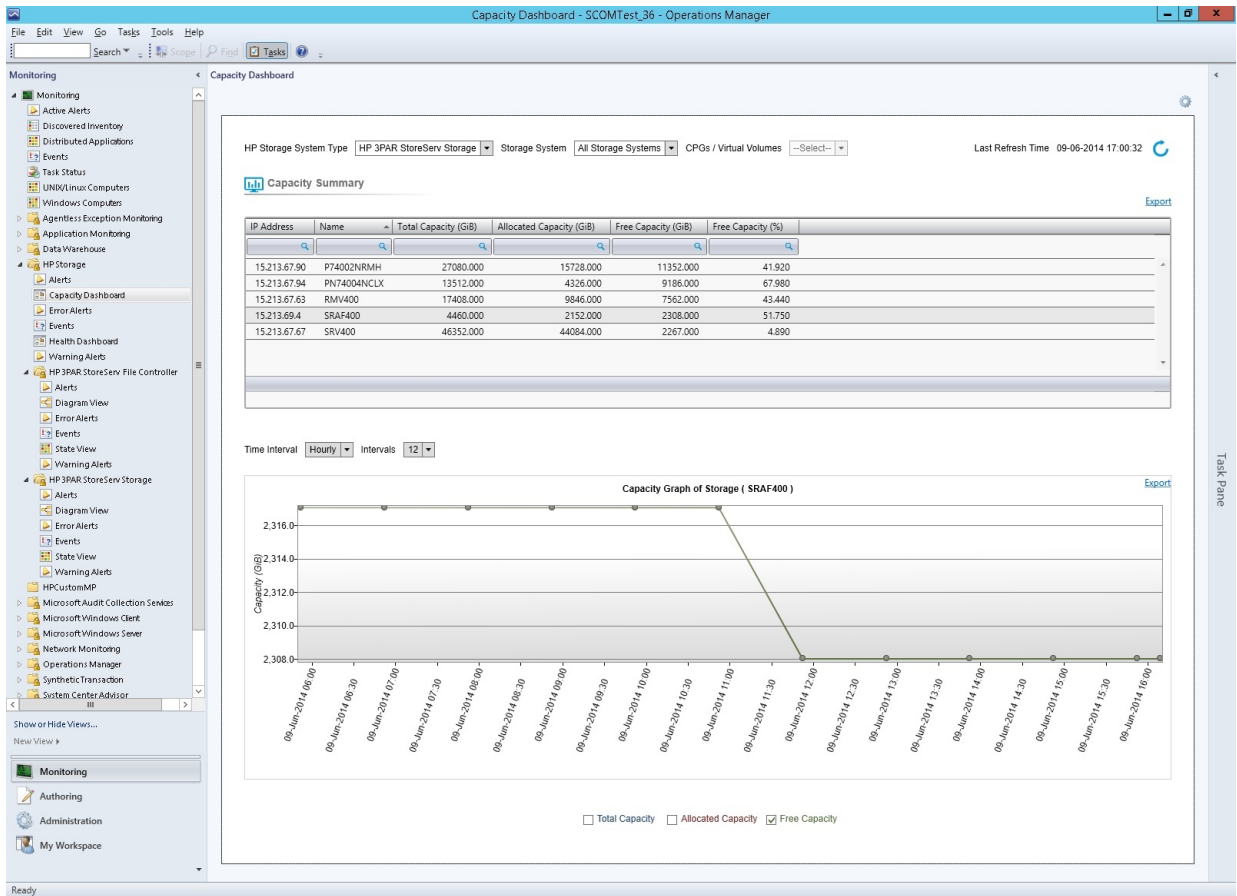 Capacity Dashboard - SCOMTest_36 - Operations Manager
File Edit View Go Tasks Tools Help
Search Scope Find Tasks
Monitoring
Capacity Dashboard
Monitoring
Active Alerts
Discovered Inventory
Distributed Applications
Events
Task Status
UNIX/Linux Computers
Windows Computers
Agentless Exception Monitoring
Application Monitoring
Data Warehouse
HP Storage
Alerts
Capacity Dashboard
Error Alerts
Events
Health Dashboard
Warning Alerts
HP 3PAR StoreServ File Controller
Alerts
Diagram View
Error Alerts
Events
State View
Warning Alerts
HP 3PAR StoreServ Storage
Alerts
Diagram View
Error Alerts
Events
State View
Warning Alerts
HPCustomMP
Microsoft Audit Collection Services
Microsoft Windows Client
Microsoft Windows Server
Network Monitoring
Operations Manager
Synthetic Transaction
System Center Advisor
Show or Hide Views...
New View
Monitoring
Authoring
Administration
My Workspace
Ready
HP Storage System Type HP 3PAR StoreServ Storage Storage System All Storage Systems CPGs / Virtual Volumes --Select-- Last Refresh Time 09-06-2014 17:00:32
Capacity Summary
Export
IP Address Name Total Capacity (GiB) Allocated Capacity (GiB) Free Capacity (GiB) Free Capacity (%)
15.213.67.90 P74002NRMH 27080.000 15728.000 11352.000 41.920
15.213.67.94 PN74004NCLX 13512.000 4326.000 9186.000 67.980
15.213.67.63 RMV400 17408.000 9846.000 7562.000 43.440
15.213.69.4 SRAF400 4460.000 2152.000 2308.000 51.750
15.213.67.67 SRV400 46352.000 44084.000 2267.000 4.890
Time Interval Hourly Intervals 12
Capacity Graph of Storage ( SRAF400 )
Export
Capacity (GiB)
2,316.0
2,314.0
2,312.0
2,310.0
2,308.0
09-Jun-2014 06:00
09-Jun-2014 06:30
09-Jun-2014 07:00
09-Jun-2014 07:30
09-Jun-2014 08:00
09-Jun-2014 08:30
09-Jun-2014 09:00
09-Jun-2014 09:30
09-Jun-2014 10:00
09-Jun-2014 10:30
09-Jun-2014 11:00
09-Jun-2014 11:30
09-Jun-2014 12:00
09-Jun-2014 12:30
09-Jun-2014 13:00
09-Jun-2014 13:30
09-Jun-2014 14:00
09-Jun-2014 14:30
09-Jun-2014 15:00
09-Jun-2014 15:30
09-Jun-2014 16:00
Total Capacity Allocated Capacity Free Capacity
Task Pane